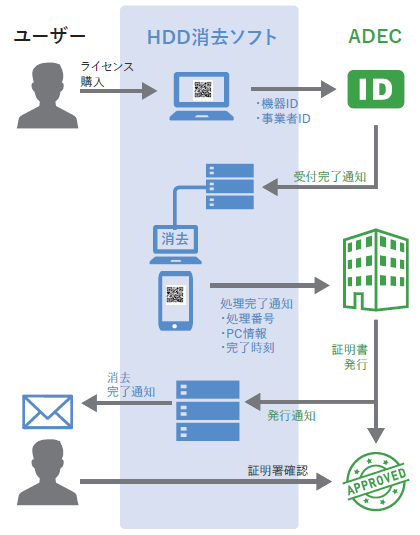 ユーザー
HDD消去ソフト
ADEC
ライセンス
購入
・機器ID
・事業者ID
ID
受付完了通知
消去
処理完了通知
・処理番号
・PC情報
・完了時刻
証明書
発行
消去
完了通知
発行通知
証明署確認
APPROVED